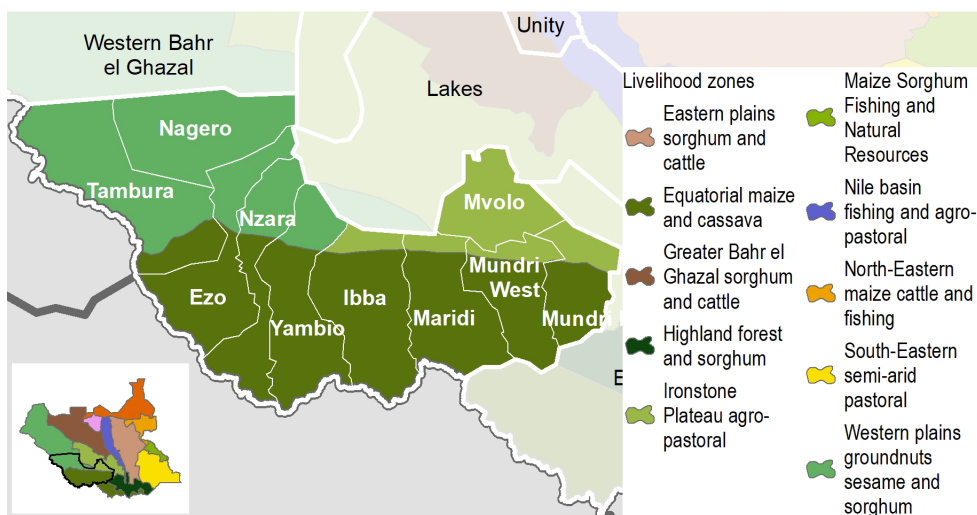 Western Bahr
el Ghazal
Unity
Lakes
Nagero
Tambura
Nzara
Mvolo
Ezo
Yambio
Ibba
Maridi
Mundri
West
Mundri
Livelihood zones
Eastern plains
sorghum and
cattle
Equatorial maize
and cassava
Greater Bahr el
Ghazal sorghum
and cattle
Highland forest
and sorghum
Ironstone
Plateau agro-
pastoral
Maize Sorghum
Fishing and
Natural
Resources
Nile basin
fishing and agro-
pastoral
North-Eastern
maize cattle and
fishing
South-Eastern
semi-arid
pastoral
Western plains
groundnuts
sesame and
sorghum